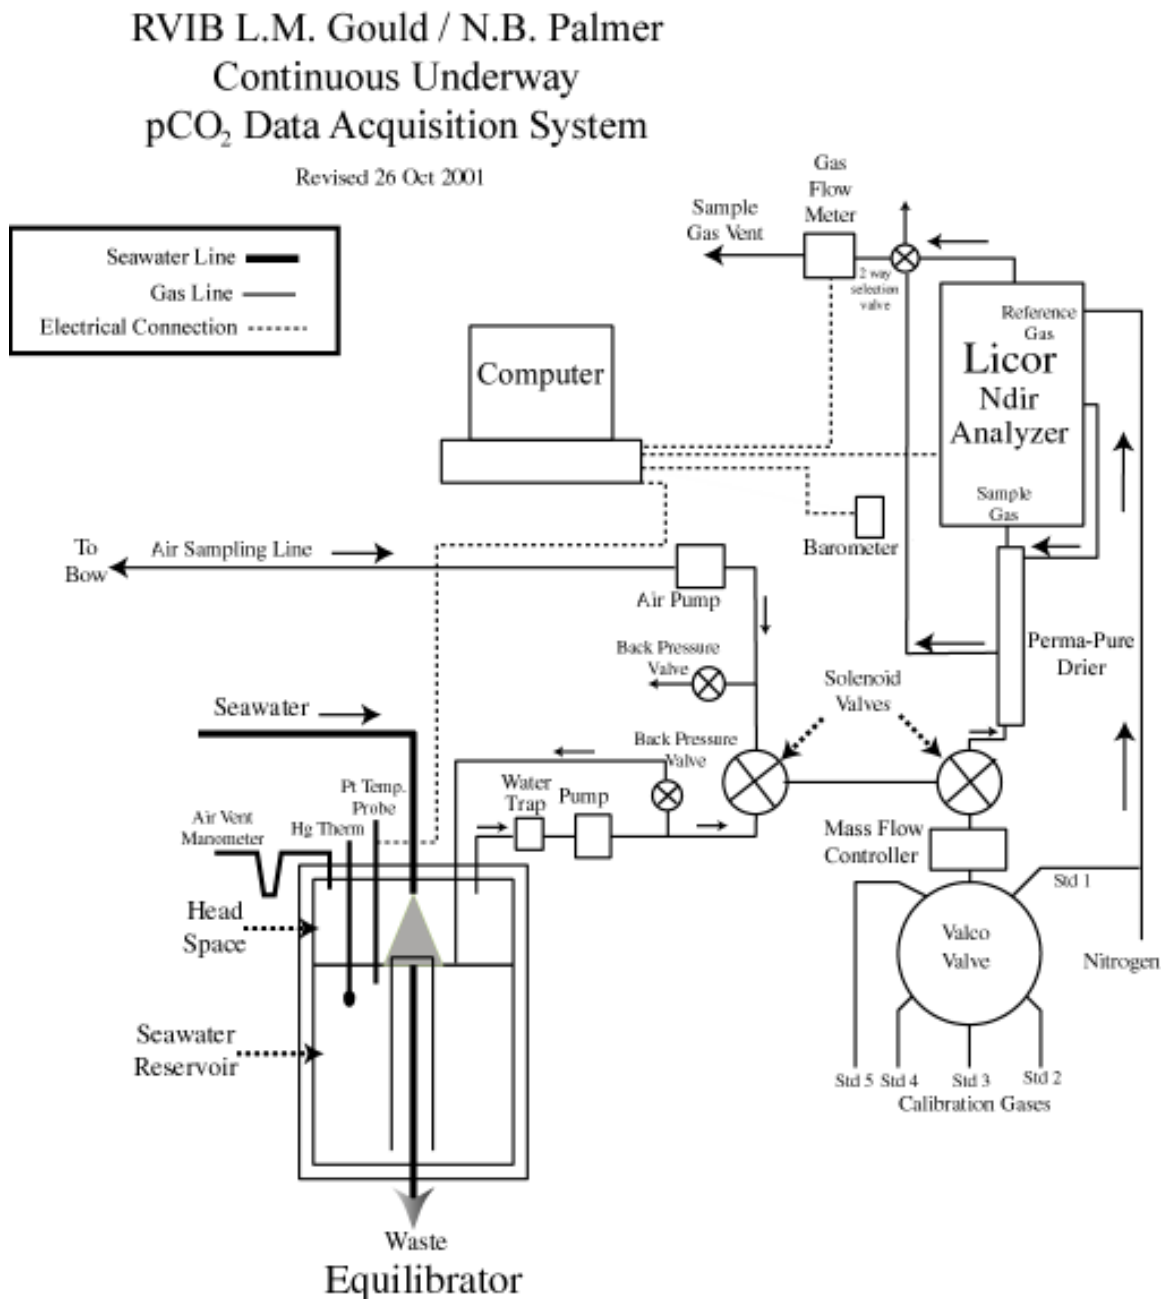 RVIB L.M. Gould / N.B. Palmer
Continuous Underway
pCO₂ Data Acquisition System
Revised 26 Oct 2001
Seawater Line
Gas Line
Electrical Connection
Gas
Flow
Meter
Sample
Gas Vent
2 way
selection
valve
Reference
Gas
Licor
Ndir
Analyzer
Sample
Gas
Computer
Barometer
To
Bow
Air Sampling Line
Air Pump
Back Pressure
Valve
Solenoid
Valves
Perma-Pure
Drier
Seawater
Back Pressure
Valve
Water
Trap
Pump
Pt Temp.
Probe
Air Vent
Manometer
Hg Therm
Mass Flow
Controller
Std 1
Head
Space
Valco
Valve
Nitrogen
Seawater
Reservoir
Std 5
Std 4
Std 3
Std 2
Calibration Gases
Waste
Equilibrator